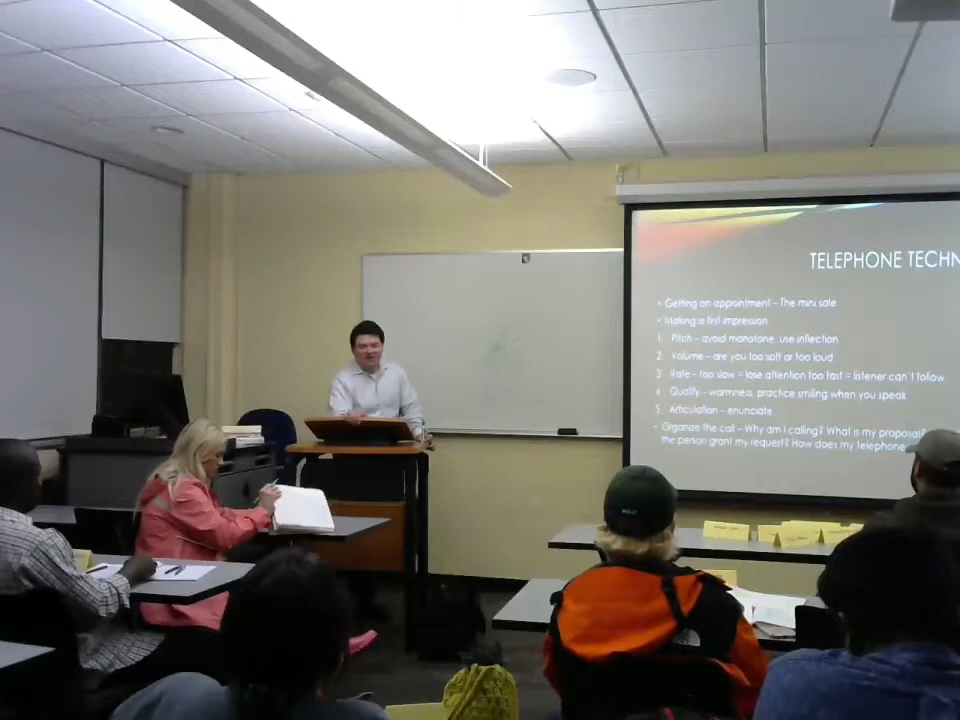 TELEPHONE TECHN
• Getting an appointment – The mini sale
• Making a first impression
1. Pitch – avoid monotone, use inflection
2. Volume – are you too soft or too loud
3. Rate – too slow = lose attention too fast = listener can't follow
4. Quality – warmness, practice smiling when you speak
5. Articulation – enunciate
• Organize the call – Why am I calling? What is my proposal?
the person grant my request? How does my telephone
POLO